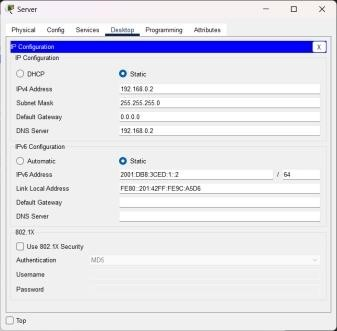 Server
Physical Config Services Desktop Programming Attributes
IP Configuration X
IP Configuration
DHCP Static
IPv4 Address 192.168.0.2
Subnet Mask 255.255.255.0
Default Gateway 0.0.0.0
DNS Server 192.168.0.2
IPv6 Configuration
Automatic Static
IPv6 Address 2001:DB8:3CED:1::2 / 64
Link Local Address FE80::201:42FF:FE9C:A5D6
Default Gateway
DNS Server
802.1X
Use 802.1X Security
Authentication MD5
Username
Password
Top